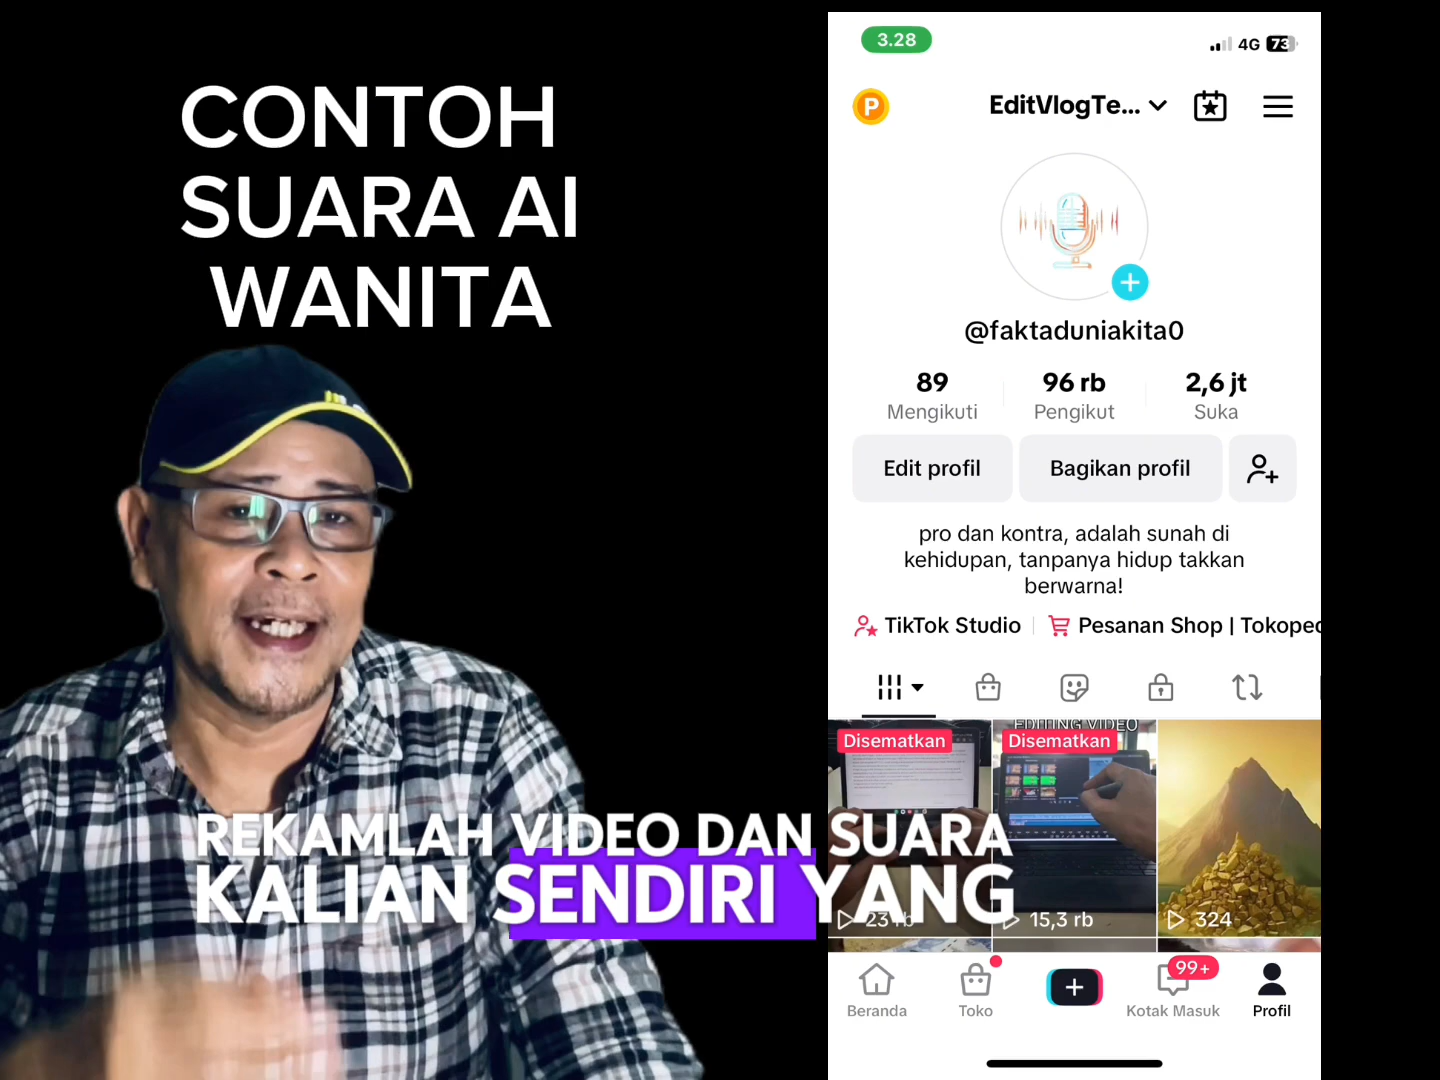 CONTOH
SUARA AI
WANITA
REKAMLAH VIDEO DAN SUARA
KALIAN SENDIRI YANG
3.28
4G 73
P
EditVlogTe...
@faktaduniakita0
89
Mengikuti
96 rb
Pengikut
2,6 jt
Suka
Edit profil
Bagikan profil
pro dan kontra, adalah sunah di
kehidupan, tanpanya hidup takkan
berwarna!
TikTok Studio
Pesanan Shop | Tokoped
Disematkan
EDITING VIDEO
Disematkan
23 rb
15,3 rb
324
Beranda
Toko
99+
Kotak Masuk
Profil